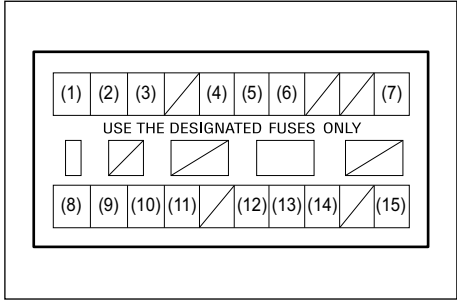 (1) (2) (3) (4) (5) (6) (7)
USE THE DESIGNATED FUSES ONLY
(8) (9) (10) (11) (12) (13) (14) (15)